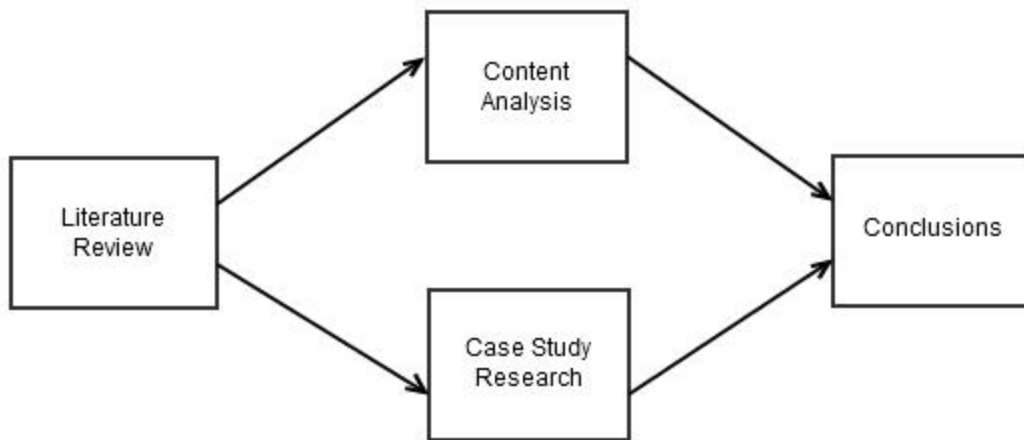 Content
Analysis
Literature
Review
Conclusions
Case Study
Research